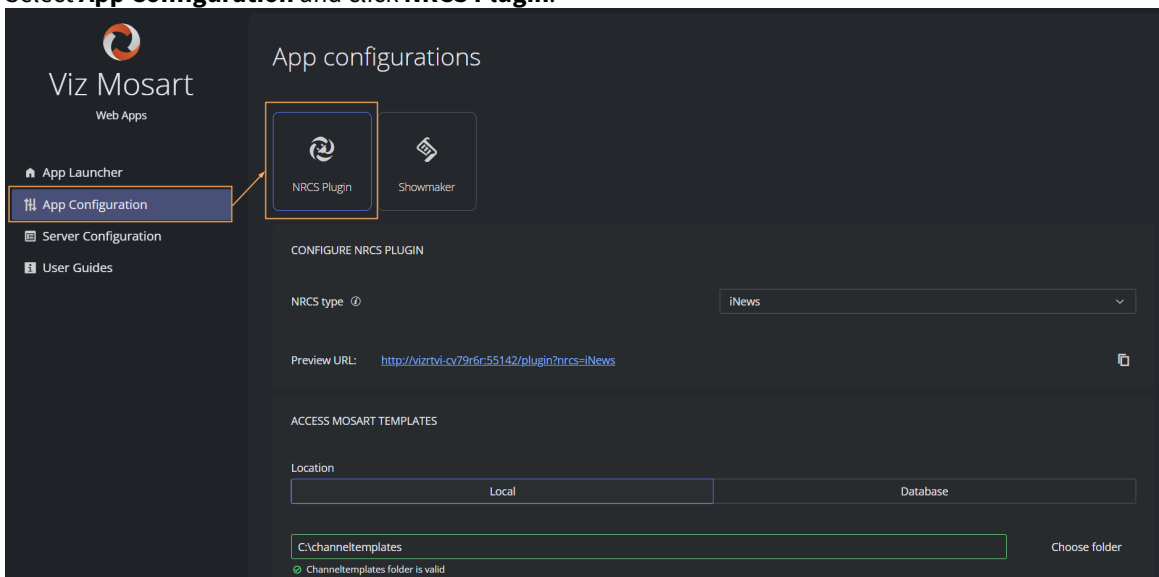 Select App Configuration and click NRCS Plugin.
Viz Mosart
Web Apps
App Launcher
App Configuration
Server Configuration
User Guides
App configurations
NRCS Plugin
Showmaker
CONFIGURE NRCS PLUGIN
NRCS type
iNews
Preview URL: http://vizrtvi-cv79r6r:55142/plugin?nrcs=iNews
ACCESS MOSART TEMPLATES
Location
Local
Database
C:\channeltemplates
Choose folder
Channeltemplates folder is valid